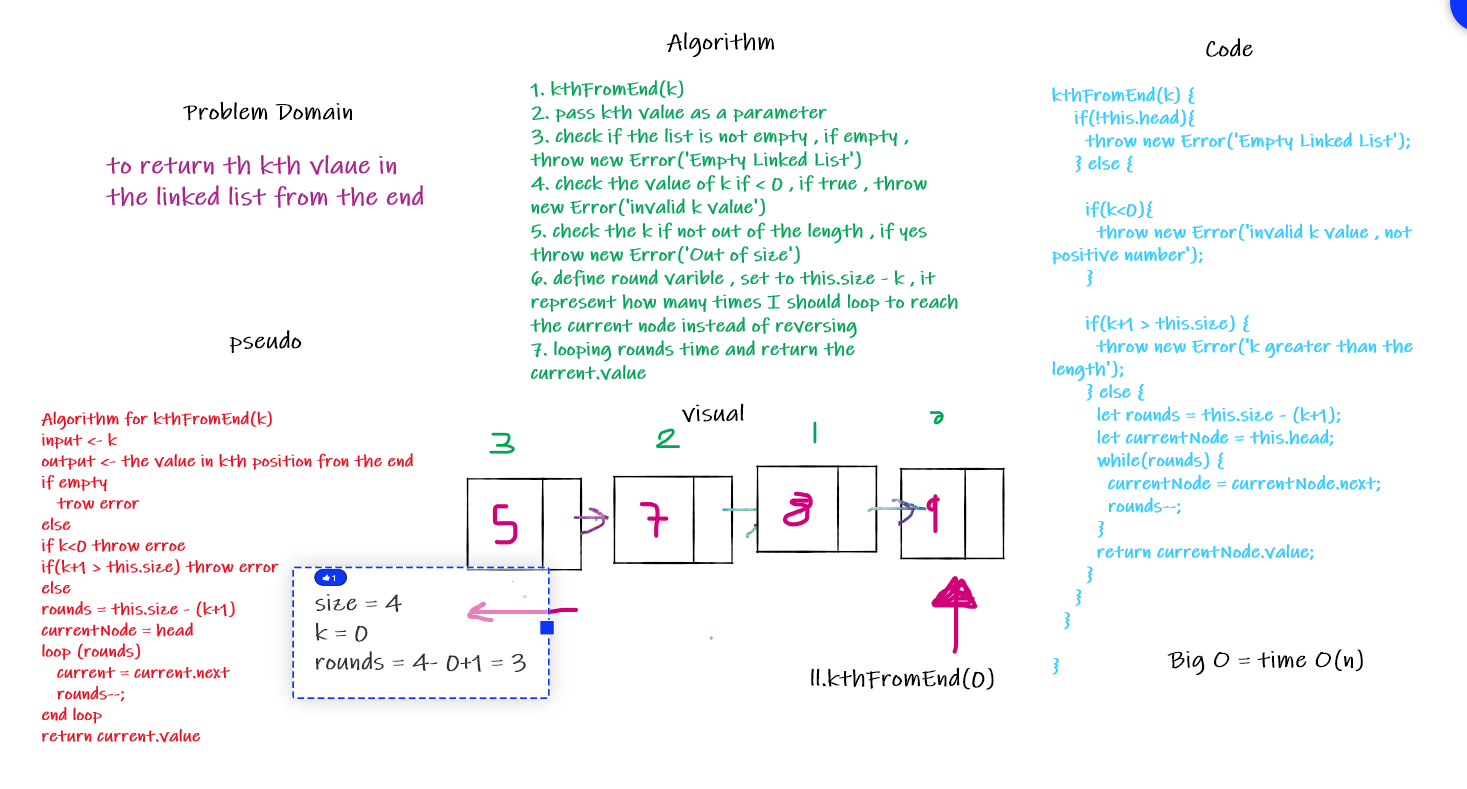 Problem Domain
to return th kth vlaue in
the linked list from the end
pseudo
Algorithm for kthFromEnd(k)
input <- k
output <- the value in kth position fron the end
if empty
trow error
else
if k<0 throw erroe
if(k+1 > this.size) throw error
else
rounds = this.size - (k+1)
currentNode = head
loop (rounds)
current = current.next
rounds--;
end loop
return current.value
Algorithm
1. kthFromEnd(k)
2. pass kth value as a parameter
3. check if the list is not empty , if empty ,
throw new Error('Empty Linked List')
4. check the value of k if < 0 , if true , throw
new Error('invalid k value')
5. check the k if not out of the length , if yes
throw new Error('Out of size')
6. define round varible , set to this.size - k , it
represent how many times I should loop to reach
the current node instead of reversing
7. looping rounds time and return the
current.value
visual
3 2 1 0
5 7 8 9
1
size = 4
k = 0
rounds = 4- 0+1 = 3
ll.kthFromEnd(0)
Code
kthFromEnd(k) {
if(!this.head){
throw new Error('Empty Linked List');
} else {
if(k<0){
throw new Error('invalid k value , not
positive number');
}
if(k+1 > this.size) {
throw new Error('k greater than the
length');
} else {
let rounds = this.size - (k+1);
let currentNode = this.head;
while(rounds) {
currentNode = currentNode.next;
rounds--;
}
return currentNode.value;
}
}
}
}
Big O = time O(n)